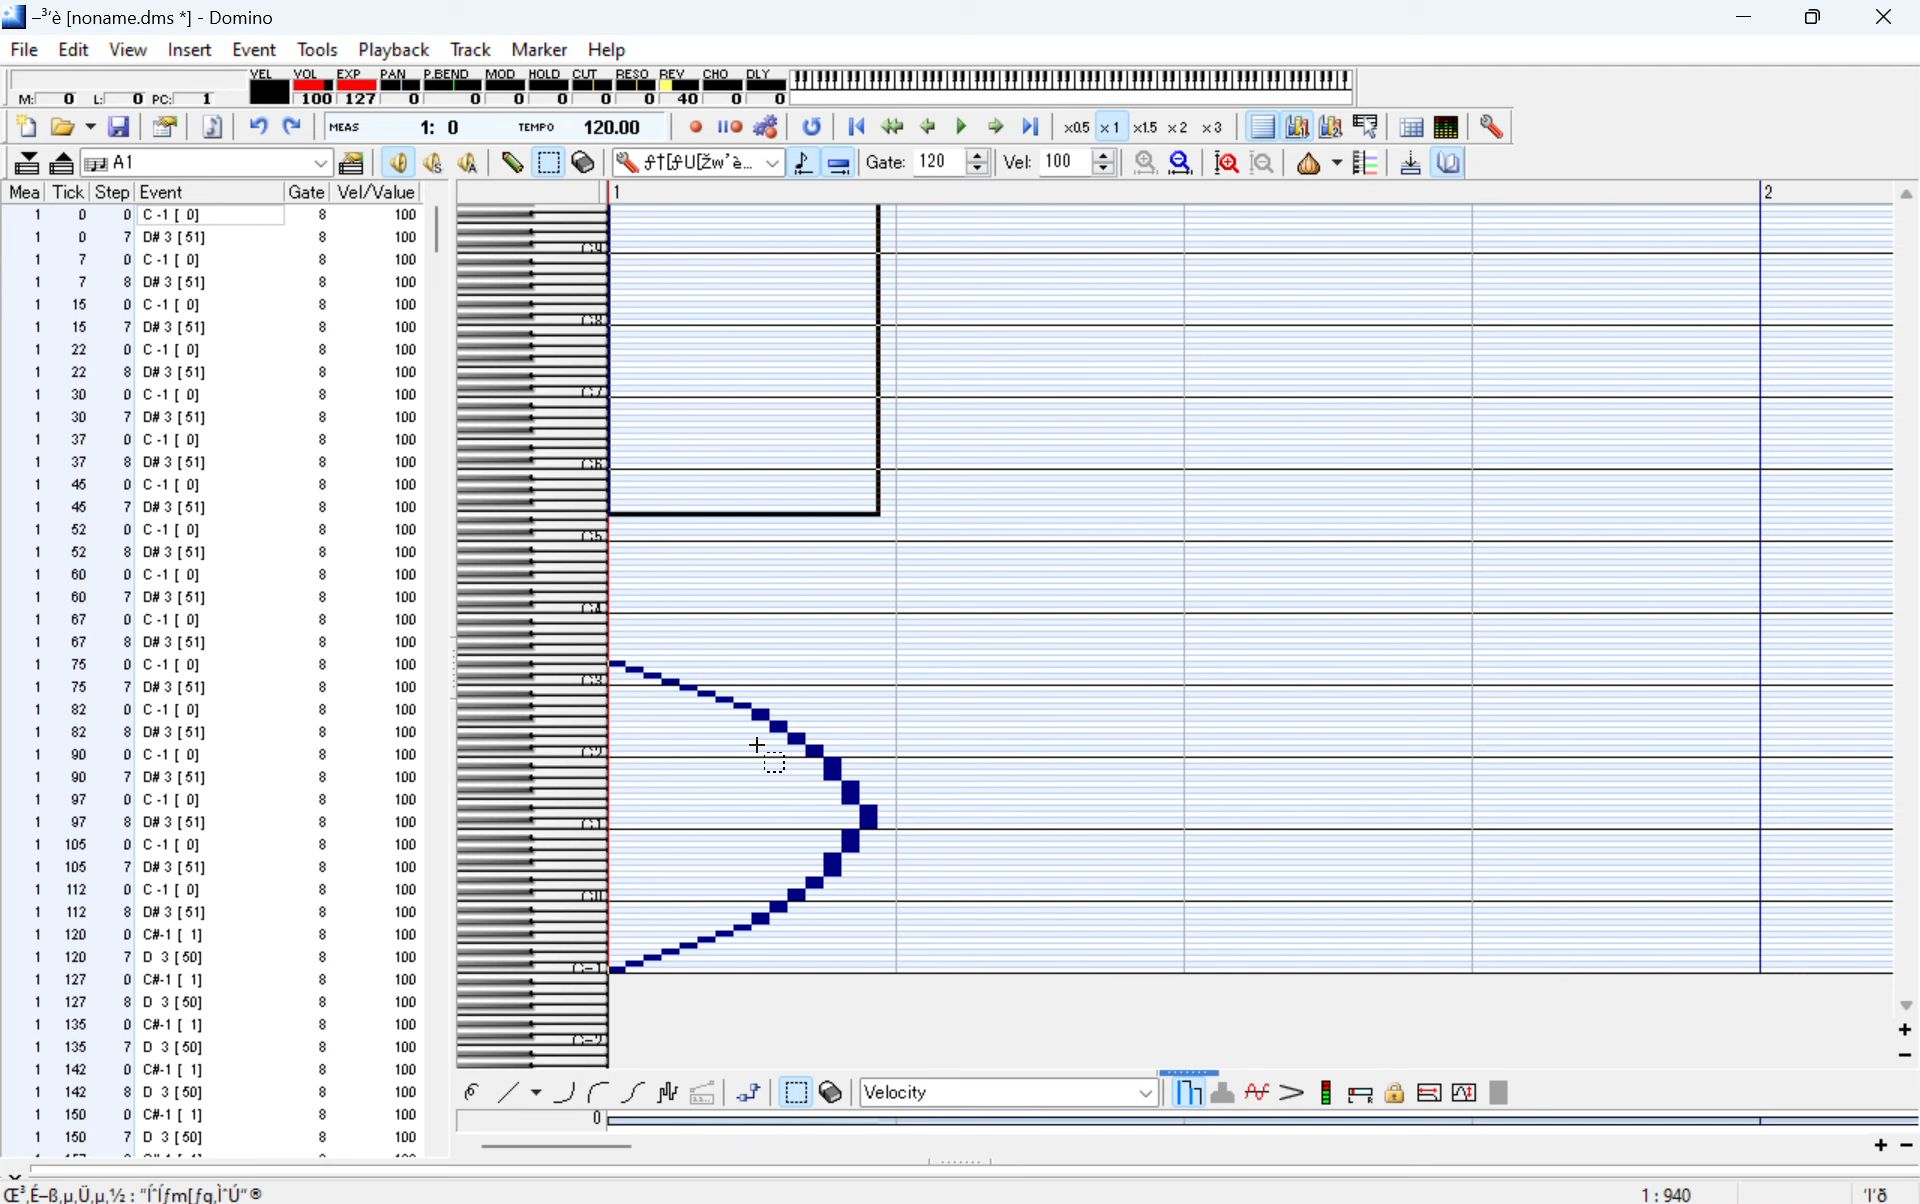 –³‘è [noname.dms *] - Domino
File Edit View Insert Event Tools Playback Track Marker Help
VEL VOL EXP PAN P.BEND MOD HOLD CUT RESO REV CHO DLY
M: 0 L: 0 PC: 1 100 127 0 0 0 0 0 0 40 0 0
MEAS 1: 0 TEMPO 120.00 x0.5 x 1 x1.5 x 2 x 3
A1 Gate: 120 Vel: 100
Mea Tick Step Event Gate Vel/Value 1 2
1 0 0 C -1 [ 0] 8 100
1 0 7 D# 3 [ 51] 8 100
1 7 0 C -1 [ 0] 8 100
1 7 8 D# 3 [ 51] 8 100
1 15 0 C -1 [ 0] 8 100
1 15 7 D# 3 [ 51] 8 100
1 22 0 C -1 [ 0] 8 100
1 22 8 D# 3 [ 51] 8 100
1 30 0 C -1 [ 0] 8 100
1 30 7 D# 3 [ 51] 8 100
1 37 0 C -1 [ 0] 8 100
1 37 8 D# 3 [ 51] 8 100
1 45 0 C -1 [ 0] 8 100
1 45 7 D# 3 [ 51] 8 100
1 52 0 C -1 [ 0] 8 100
1 52 8 D# 3 [ 51] 8 100
1 60 0 C -1 [ 0] 8 100
1 60 7 D# 3 [ 51] 8 100
1 67 0 C -1 [ 0] 8 100
1 67 8 D# 3 [ 51] 8 100
1 75 0 C -1 [ 0] 8 100
1 75 7 D# 3 [ 51] 8 100
1 82 0 C -1 [ 0] 8 100
1 82 8 D# 3 [ 51] 8 100
1 90 0 C -1 [ 0] 8 100
1 90 7 D# 3 [ 51] 8 100
1 97 0 C -1 [ 0] 8 100
1 97 8 D# 3 [ 51] 8 100
1 105 0 C -1 [ 0] 8 100
1 105 7 D# 3 [ 51] 8 100
1 112 0 C -1 [ 0] 8 100
1 112 8 D# 3 [ 51] 8 100
1 120 0 C#-1 [ 1] 8 100
1 120 7 D 3 [ 50] 8 100
1 127 0 C#-1 [ 1] 8 100
1 127 8 D 3 [ 50] 8 100
1 135 0 C#-1 [ 1] 8 100
1 135 7 D 3 [ 50] 8 100
1 142 0 C#-1 [ 1] 8 100
1 142 8 D 3 [ 50] 8 100
1 150 0 C#-1 [ 1] 8 100
1 150 7 D 3 [ 50] 8 100
C9
C8
C7
C6
C5
C4
C3
C2
C1
C0
C-1
C-2
Velocity
0
1 : 940